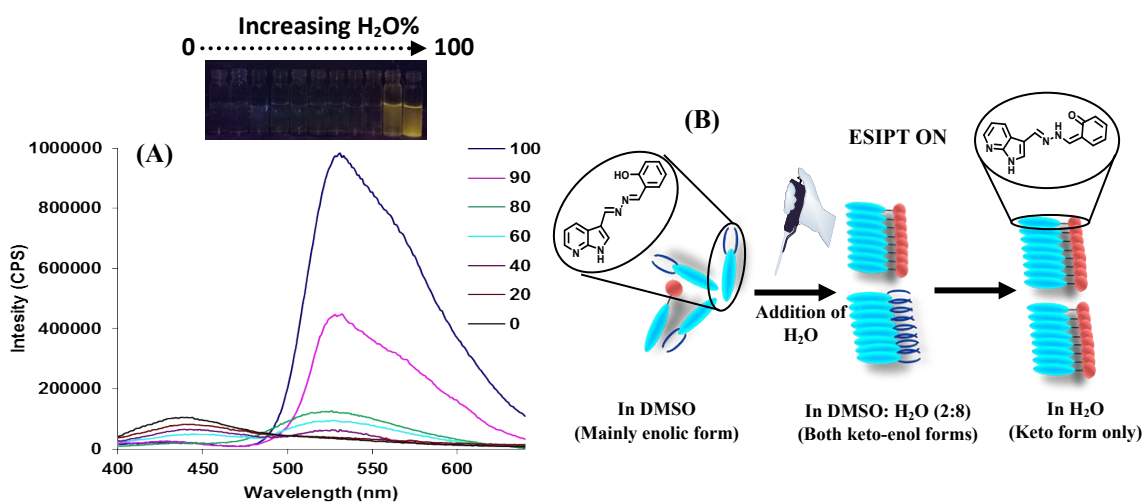 Increasing H₂O%
0 100
(A)
1000000
800000
600000
400000
200000
0
Intesity (CPS)
400 450 500 550 600
Wavelength (nm)
100
90
80
60
40
20
0
(B)
ESIPT ON
HO
N
N
N
N
H
O
H
N
N
N
N
H
Addition of
H₂O
In DMSO
(Mainly enolic form)
In DMSO: H₂O (2:8)
(Both keto-enol forms)
In H₂O
(Keto form only)